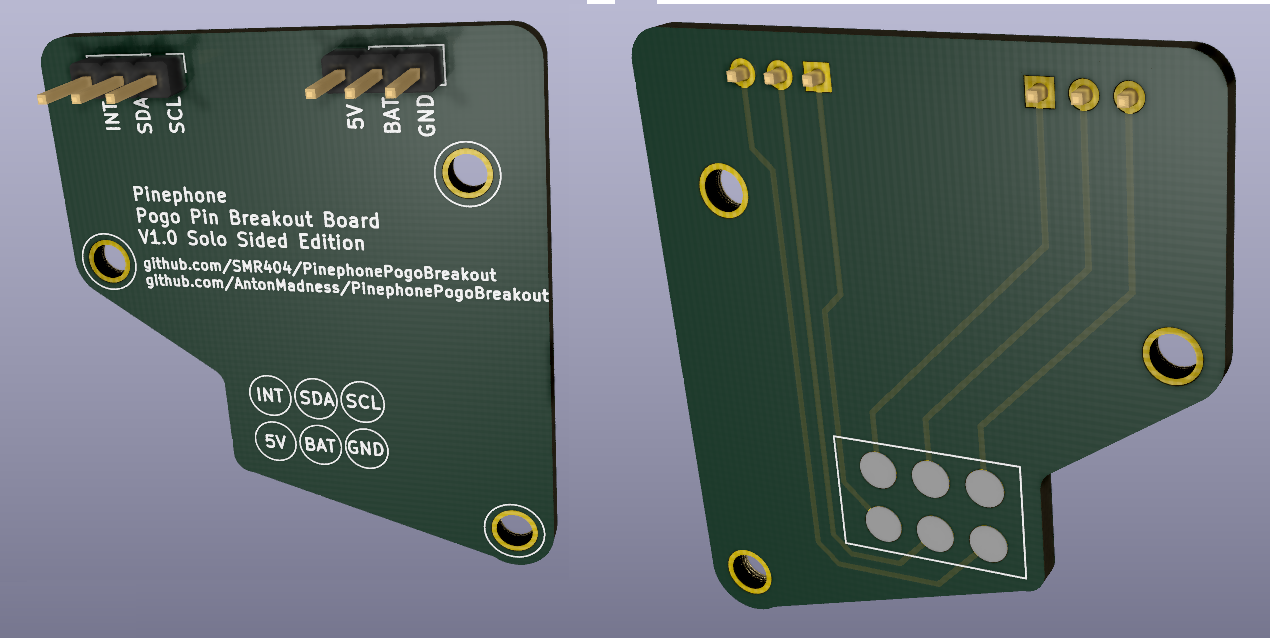 INT SDA SCL 5V BAT GND
Pinephone
Pogo Pin Breakout Board
V1.0 Solo Sided Edition
github.com/SMR404/PinephonePogoBreakout
github.com/AntonMadness/PinephonePogoBreakout
INT SDA SCL
5V BAT GND